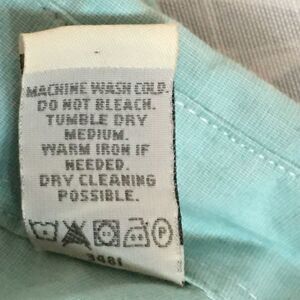 MACHINE WASH COLD.
DO NOT BLEACH.
TUMBLE DRY
MEDIUM.
WARM IRON IF
NEEDED.
DRY CLEANING
POSSIBLE.
P